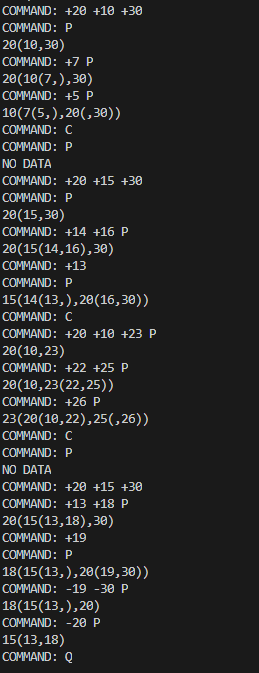 COMMAND: +20 +10 +30
COMMAND: P
20(10,30)
COMMAND: +7 P
20(10(7,),30)
COMMAND: +5 P
10(7(5,),20(,30))
COMMAND: C
COMMAND: P
NO DATA
COMMAND: +20 +15 +30
COMMAND: P
20(15,30)
COMMAND: +14 +16 P
20(15(14,16),30)
COMMAND: +13
COMMAND: P
15(14(13,),20(16,30))
COMMAND: C
COMMAND: +20 +10 +23 P
20(10,23)
COMMAND: +22 +25 P
20(10,23(22,25))
COMMAND: +26 P
23(20(10,22),25(,26))
COMMAND: C
COMMAND: P
NO DATA
COMMAND: +20 +15 +30
COMMAND: +13 +18 P
20(15(13,18),30)
COMMAND: +19
COMMAND: P
18(15(13,),20(19,30))
COMMAND: -19 -30 P
18(15(13,),20)
COMMAND: -20 P
15(13,18)
COMMAND: Q